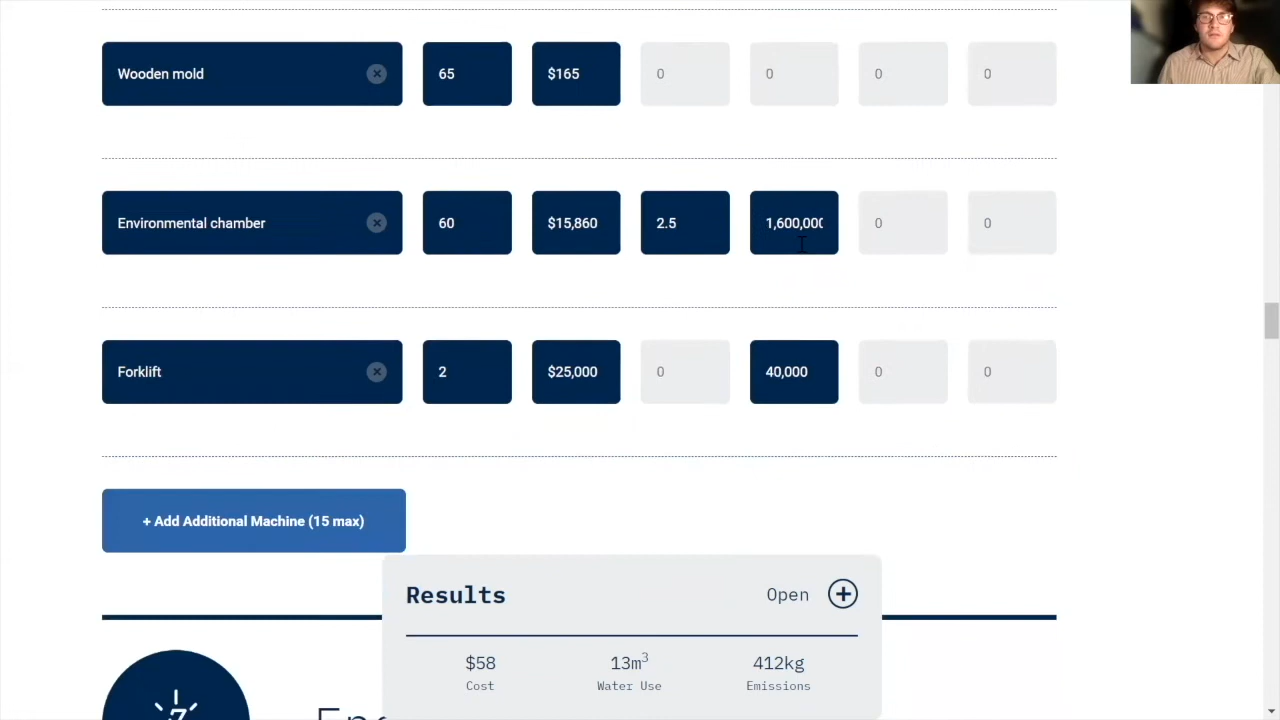 Wooden mold 65 $165 0 0 0 0
Environmental chamber 60 $15,860 2.5 1,600,000 0 0
Forklift 2 $25,000 0 40,000 0 0
+ Add Additional Machine (15 max)
Results Open
$58 13m³ 412kg
Cost Water Use Emissions
7